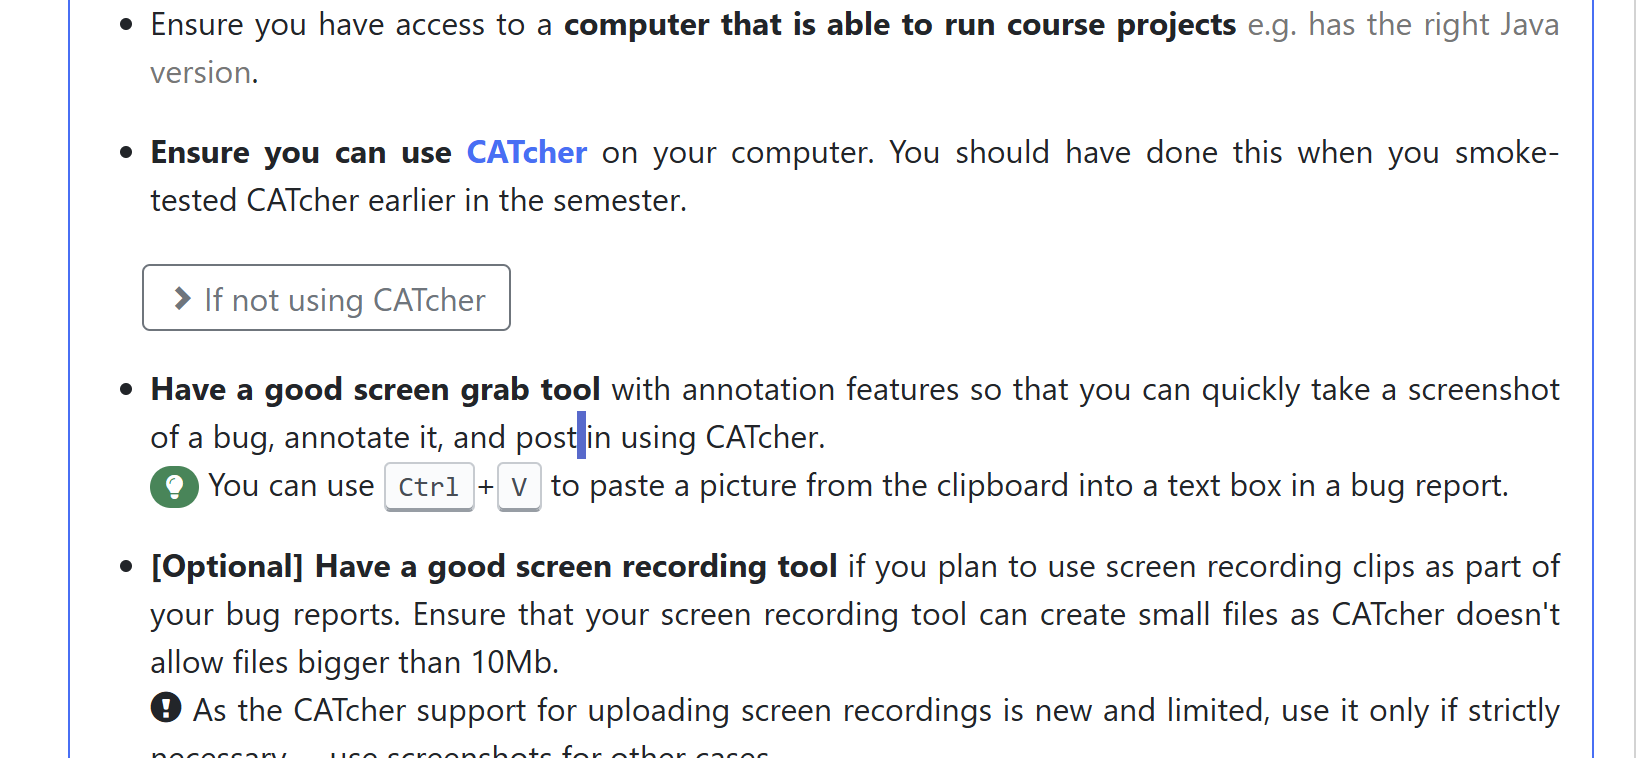 Ensure you have access to a computer that is able to run course projects e.g. has the right Java
version.
Ensure you can use CATcher on your computer. You should have done this when you smoke-
tested CATcher earlier in the semester.
If not using CATcher
Have a good screen grab tool with annotation features so that you can quickly take a screenshot
of a bug, annotate it, and post in using CATcher.
You can use Ctrl + V to paste a picture from the clipboard into a text box in a bug report.
[Optional] Have a good screen recording tool if you plan to use screen recording clips as part of
your bug reports. Ensure that your screen recording tool can create small files as CATcher doesn't
allow files bigger than 10Mb.
As the CATcher support for uploading screen recordings is new and limited, use it only if strictly
necessary — use screenshots for other cases